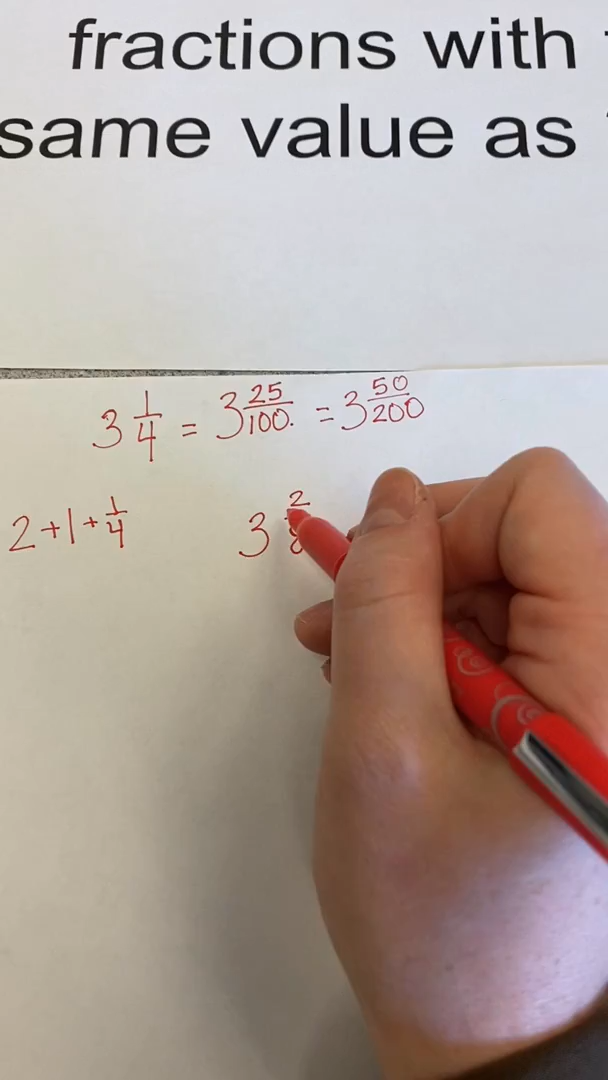 fractions with
same value as
3 1/4 = 3 25/100. = 3 50/200
2+1+1/4 3 2/8